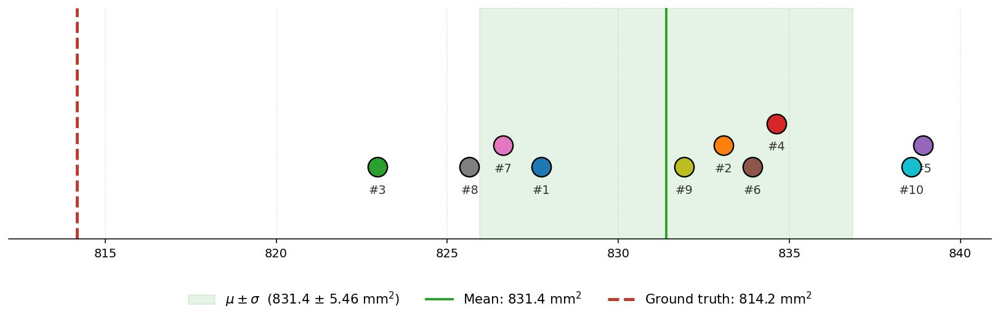 #4
#7 #2 5
#3 #8 #1 #9 #6 #10
815 820 825 830 835 840
μ ± σ (831.4 ± 5.46 mm²) Mean: 831.4 mm² Ground truth: 814.2 mm²